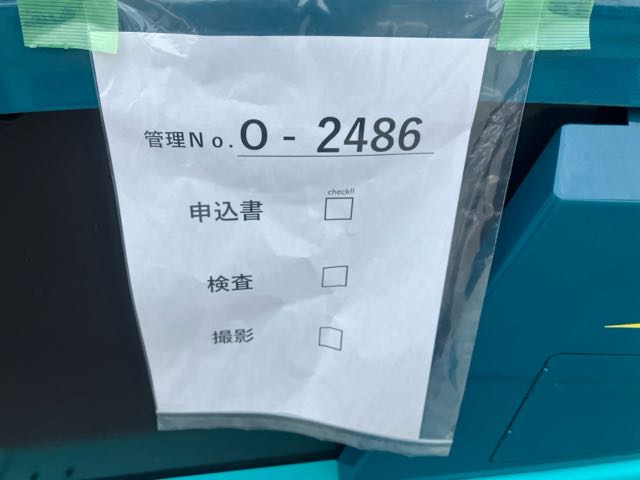 管理No. O - 2486
check!!
申込書 □
検査 □
撮影 □